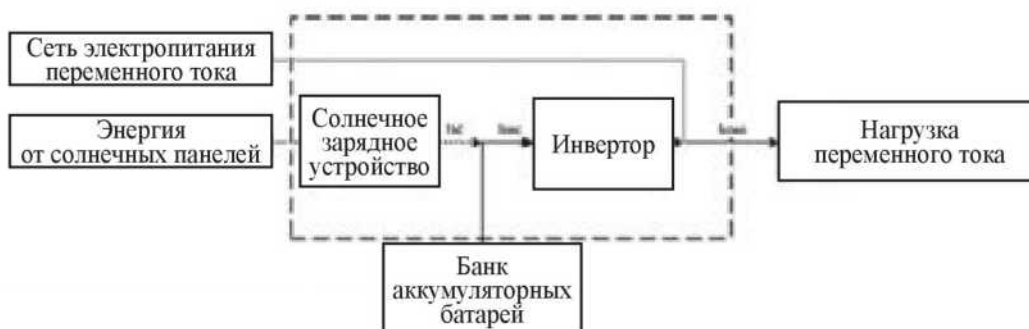 Сеть электропитания
переменного тока
Энергия
от солнечных панелей
Солнечное
зарядное
устройство
Инвертор
Нагрузка
переменного тока
Банк
аккумуляторных
батарей